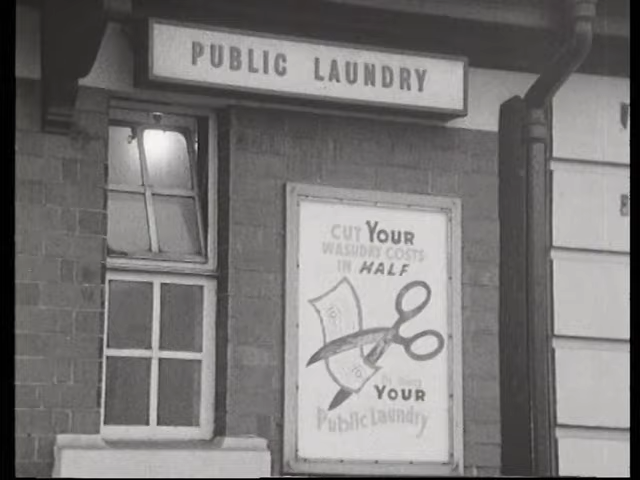 PUBLIC LAUNDRY
CUT YOUR
WASHDAY COSTS
IN HALF
YOUR
Public Laundry